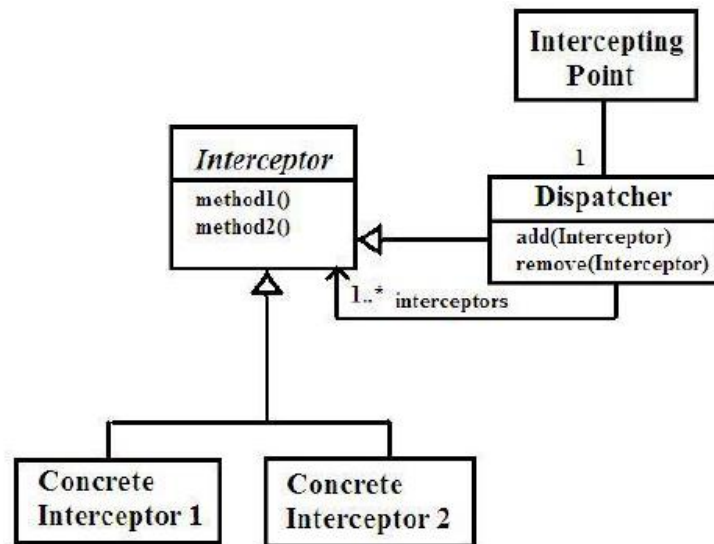 Intercepting
Point
1
Interceptor
method1()
method2()
Dispatcher
add(Interceptor)
remove(Interceptor)
1..* interceptors
Concrete
Interceptor 1
Concrete
Interceptor 2